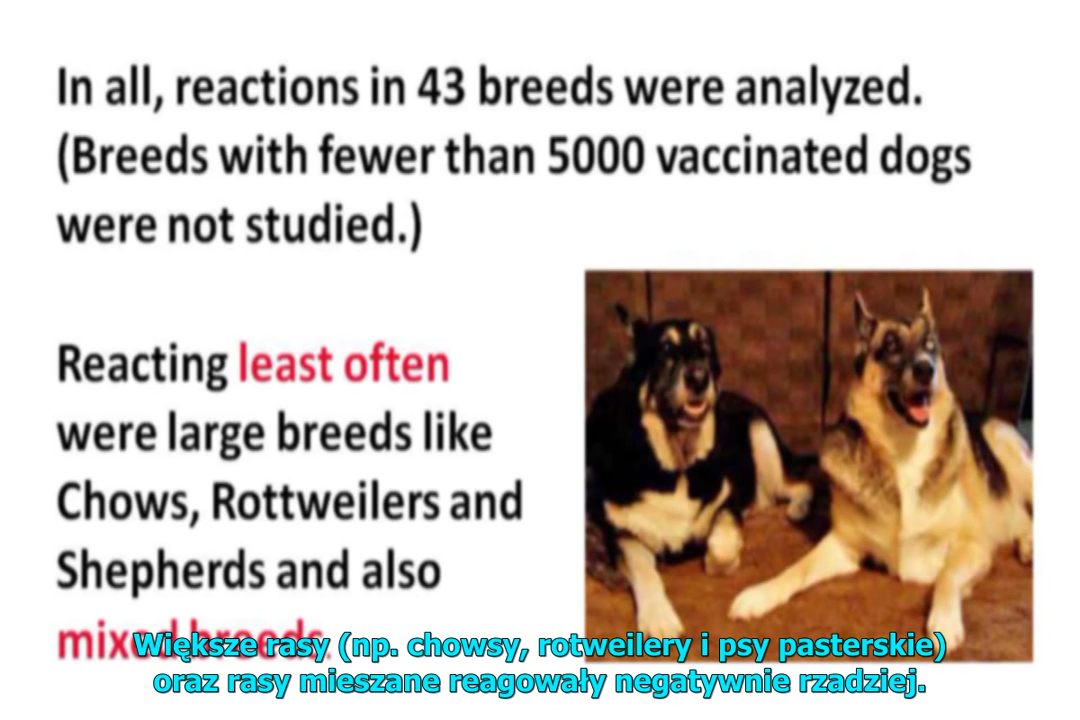 In all, reactions in 43 breeds were analyzed.
(Breeds with fewer than 5000 vaccinated dogs
were not studied.)
Reacting least often
were large breeds like
Chows, Rottweilers and
Shepherds and also
mixed breeds.
Większe rasy (np. chowsy, rotweilery i psy pasterskie)
oraz rasy mieszane reagowały negatywnie rzadziej.